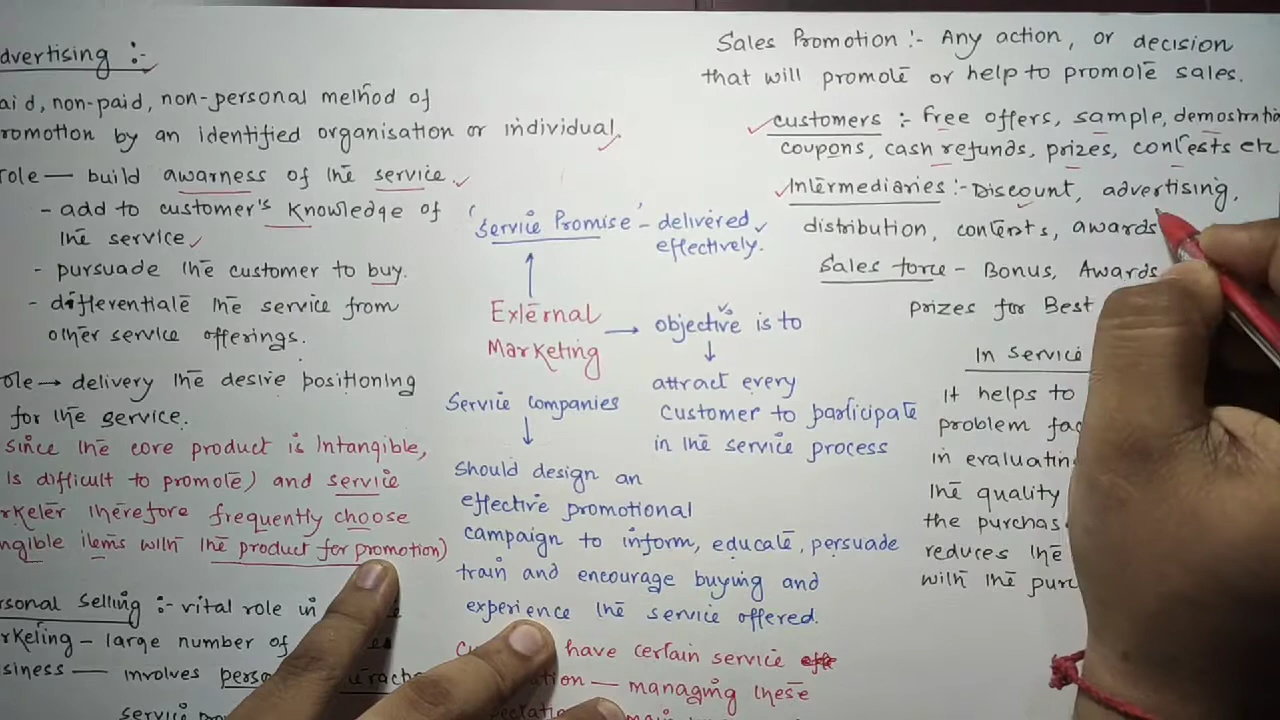 dvertising :-
aid, non-paid, non-personal method of
romotion by an identified organisation or individual
role — build awarness of the service
- add to customer's knowledge of
the service
- pursuade the customer to buy.
- differentiate the service from
other service offerings.
ole → delivery the desire positioning
for the service.
since the core product is Intangible,
Is difficult to promote) and service
rketer therefore frequently choose
ngible items with the product for promotion)
rsonal Selling :- vital role in
rketing - large number of
siness — involves
'Service Promise' - delivered
effectively.
External
Marketing
→ objective is to
attract every
customer to participate
in the service process
Service companies
should design an
effective promotional
campaign to inform, educate, persuade
train and encourage buying and
experience the service offered.
have certain service
— managing these
Sales Promotion :- Any action, or decision
that will promote or help to promote sales.
customers :- free offers, sample, demostratio
coupons, cash refunds, prizes, contests etc
Intermediaries :- Discount, advertising,
distribution, contents, awards
Sales force - Bonus, Awards
prizes for Best
In service
It helps to
problem fa
in evaluatin
the quality
the purchas
reduces the
with the purc